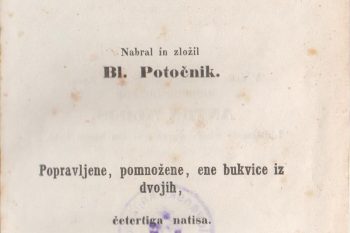 Nabral in zložil
Bl. Potočnik.
Popravljene, pomnožene, ene bukvice iz
dvojih,
četertiga natisa.